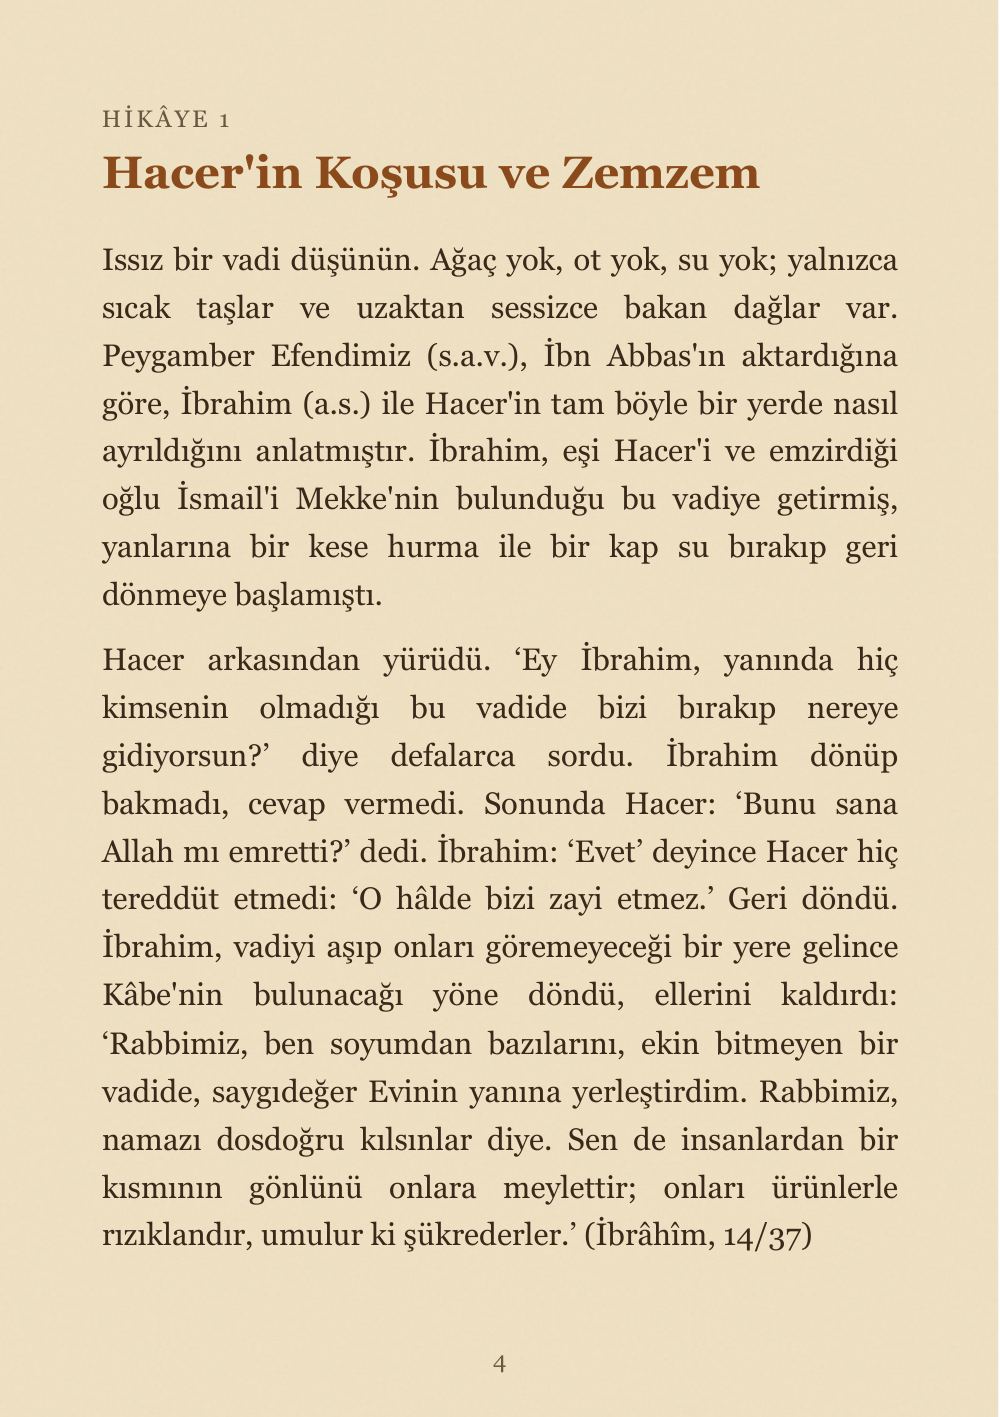 HİKÂYE 1
Hacer'in Koşusu ve Zemzem
Issız bir vadi düşünün. Ağaç yok, ot yok, su yok; yalnızca
sıcak taşlar ve uzaktan sessizce bakan dağlar var.
Peygamber Efendimiz (s.a.v.), İbn Abbas'ın aktardığına
göre, İbrahim (a.s.) ile Hacer'in tam böyle bir yerde nasıl
ayrıldığını anlatmıştır. İbrahim, eşi Hacer'i ve emzirdiği
oğlu İsmail'i Mekke'nin bulunduğu bu vadiye getirmiş,
yanlarına bir kese hurma ile bir kap su bırakıp geri
dönmeye başlamıştı.
Hacer arkasından yürüdü. ‘Ey İbrahim, yanında hiç
kimsenin olmadığı bu vadide bizi bırakıp nereye
gidiyorsun?’ diye defalarca sordu. İbrahim dönüp
bakmadı, cevap vermedi. Sonunda Hacer: ‘Bunu sana
Allah mı emretti?’ dedi. İbrahim: ‘Evet’ deyince Hacer hiç
tereddüt etmedi: ‘O hâlde bizi zayi etmez.’ Geri döndü.
İbrahim, vadiyi aşıp onları göremeyeceği bir yere gelince
Kâbe'nin bulunacağı yöne döndü, ellerini kaldırdı:
‘Rabbimiz, ben soyumdan bazılarını, ekin bitmeyen bir
vadide, saygıdeğer Evinin yanına yerleştirdim. Rabbimiz,
namazı dosdoğru kılsınlar diye. Sen de insanlardan bir
kısmının gönlünü onlara meylettir; onları ürünlerle
rızıklandır, umulur ki şükrederler.’ (İbrâhîm, 14/37)
4